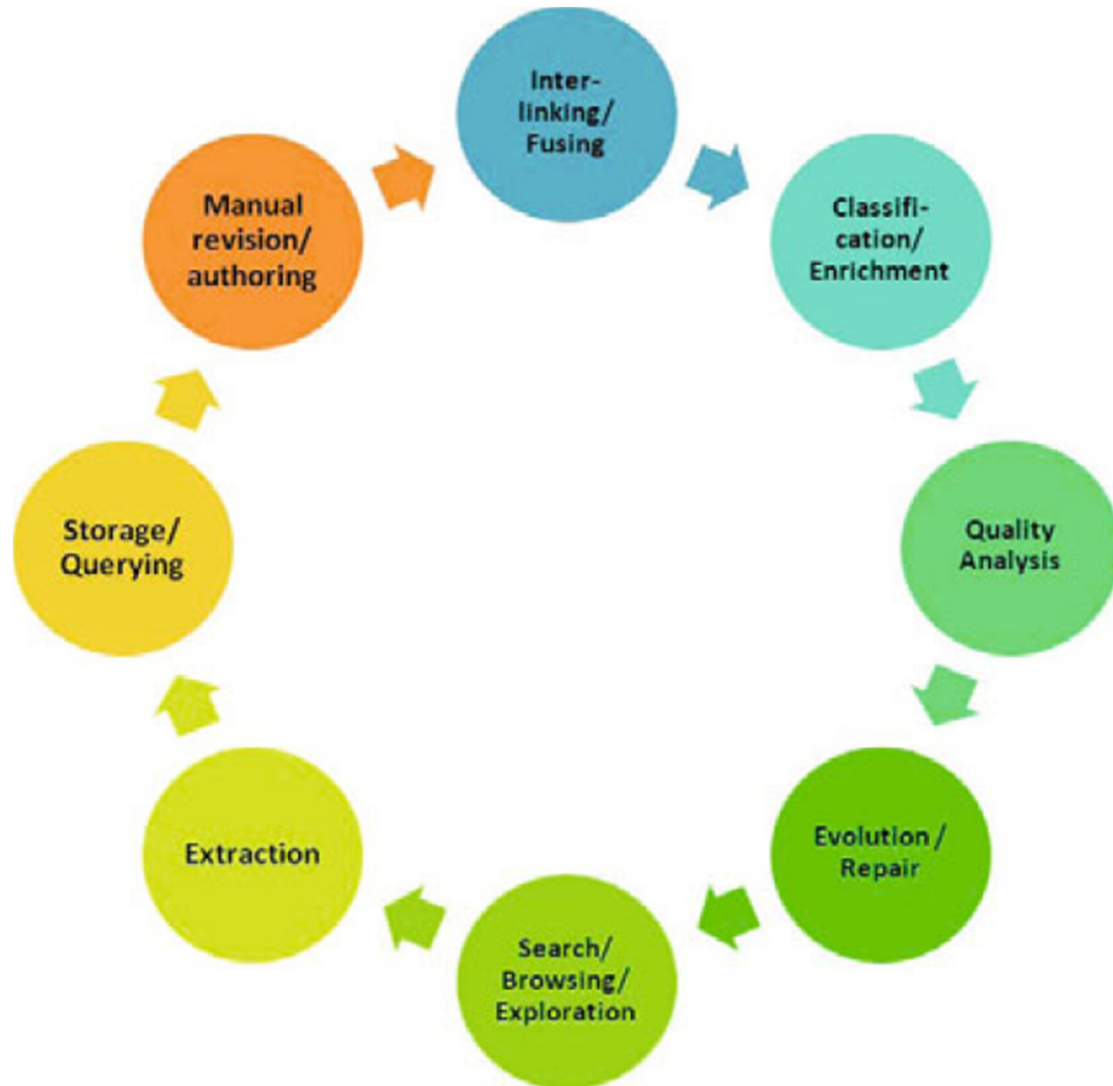 Inter-
linking/
Fusing
Classifi-
cation/
Enrichment
Quality
Analysis
Evolution /
Repair
Search/
Browsing/
Exploration
Extraction
Storage/
Querying
Manual
revision/
authoring